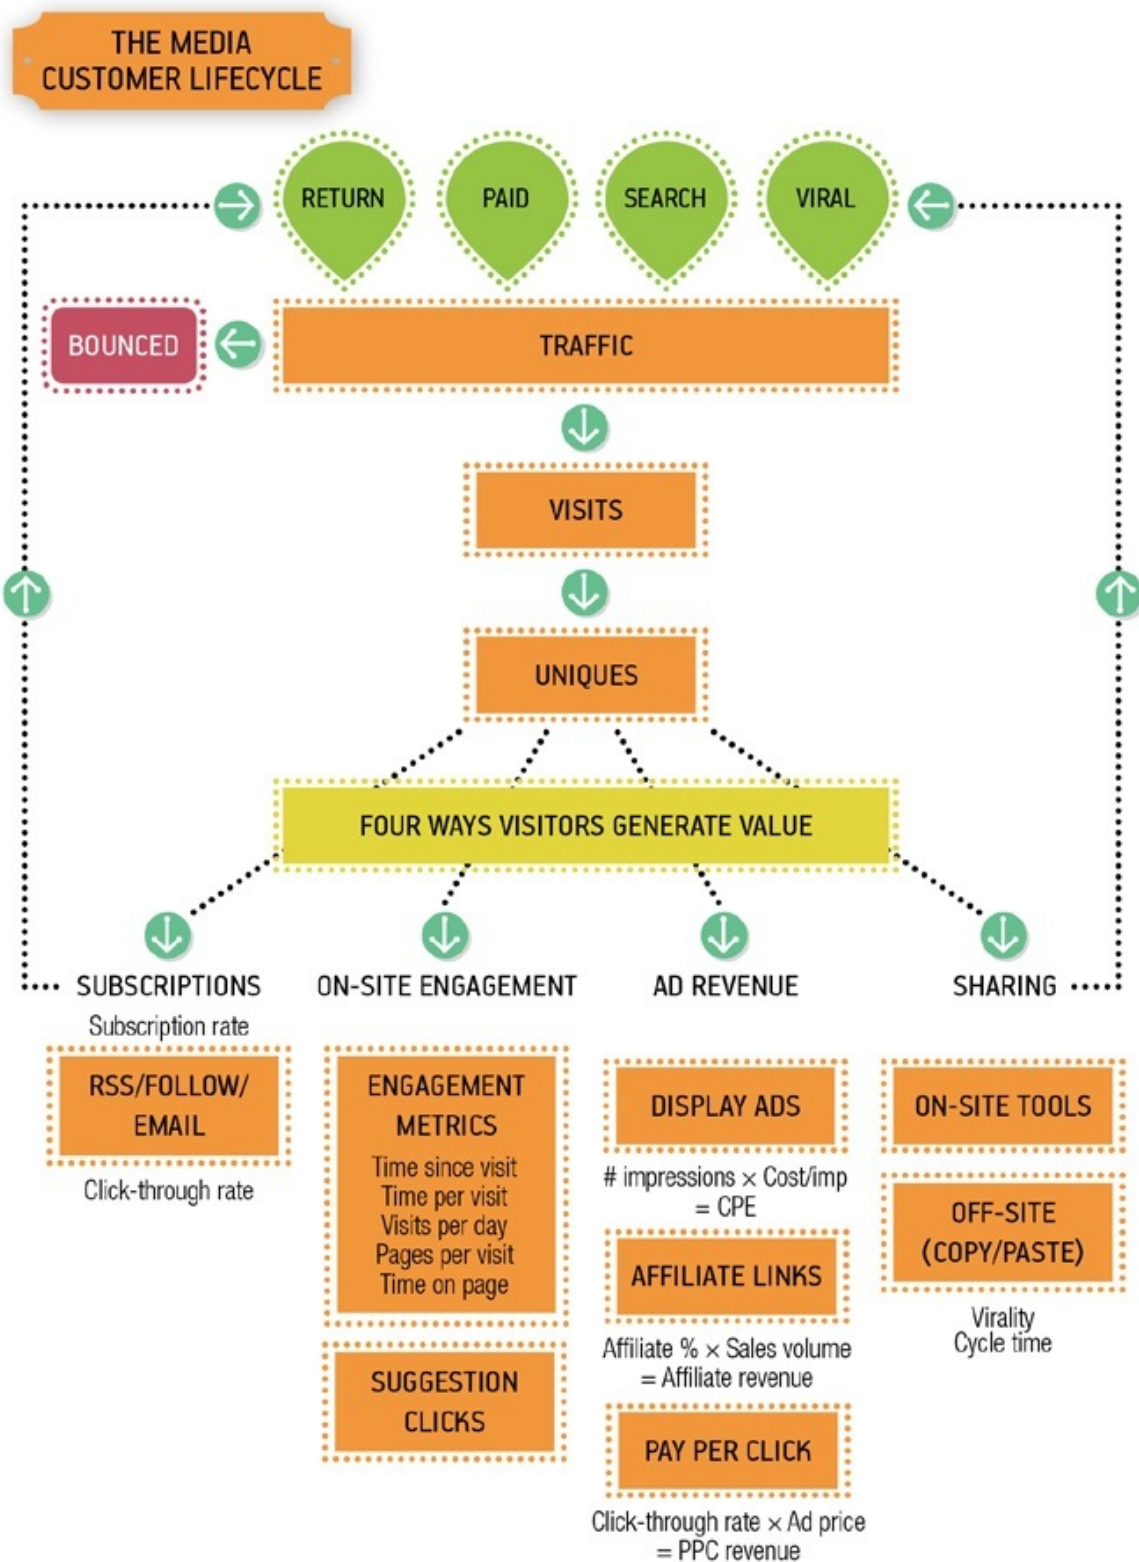 THE MEDIA
CUSTOMER LIFECYCLE
RETURN
PAID
SEARCH
VIRAL
BOUNCED
TRAFFIC
VISITS
UNIQUES
FOUR WAYS VISITORS GENERATE VALUE
SUBSCRIPTIONS
Subscription rate
RSS/FOLLOW/
EMAIL
Click-through rate
ON-SITE ENGAGEMENT
ENGAGEMENT
METRICS
Time since visit
Time per visit
Visits per day
Pages per visit
Time on page
SUGGESTION
CLICKS
AD REVENUE
DISPLAY ADS
# impressions × Cost/imp
= CPE
AFFILIATE LINKS
Affiliate % × Sales volume
= Affiliate revenue
PAY PER CLICK
Click-through rate × Ad price
= PPC revenue
SHARING
ON-SITE TOOLS
OFF-SITE
(COPY/PASTE)
Virality
Cycle time